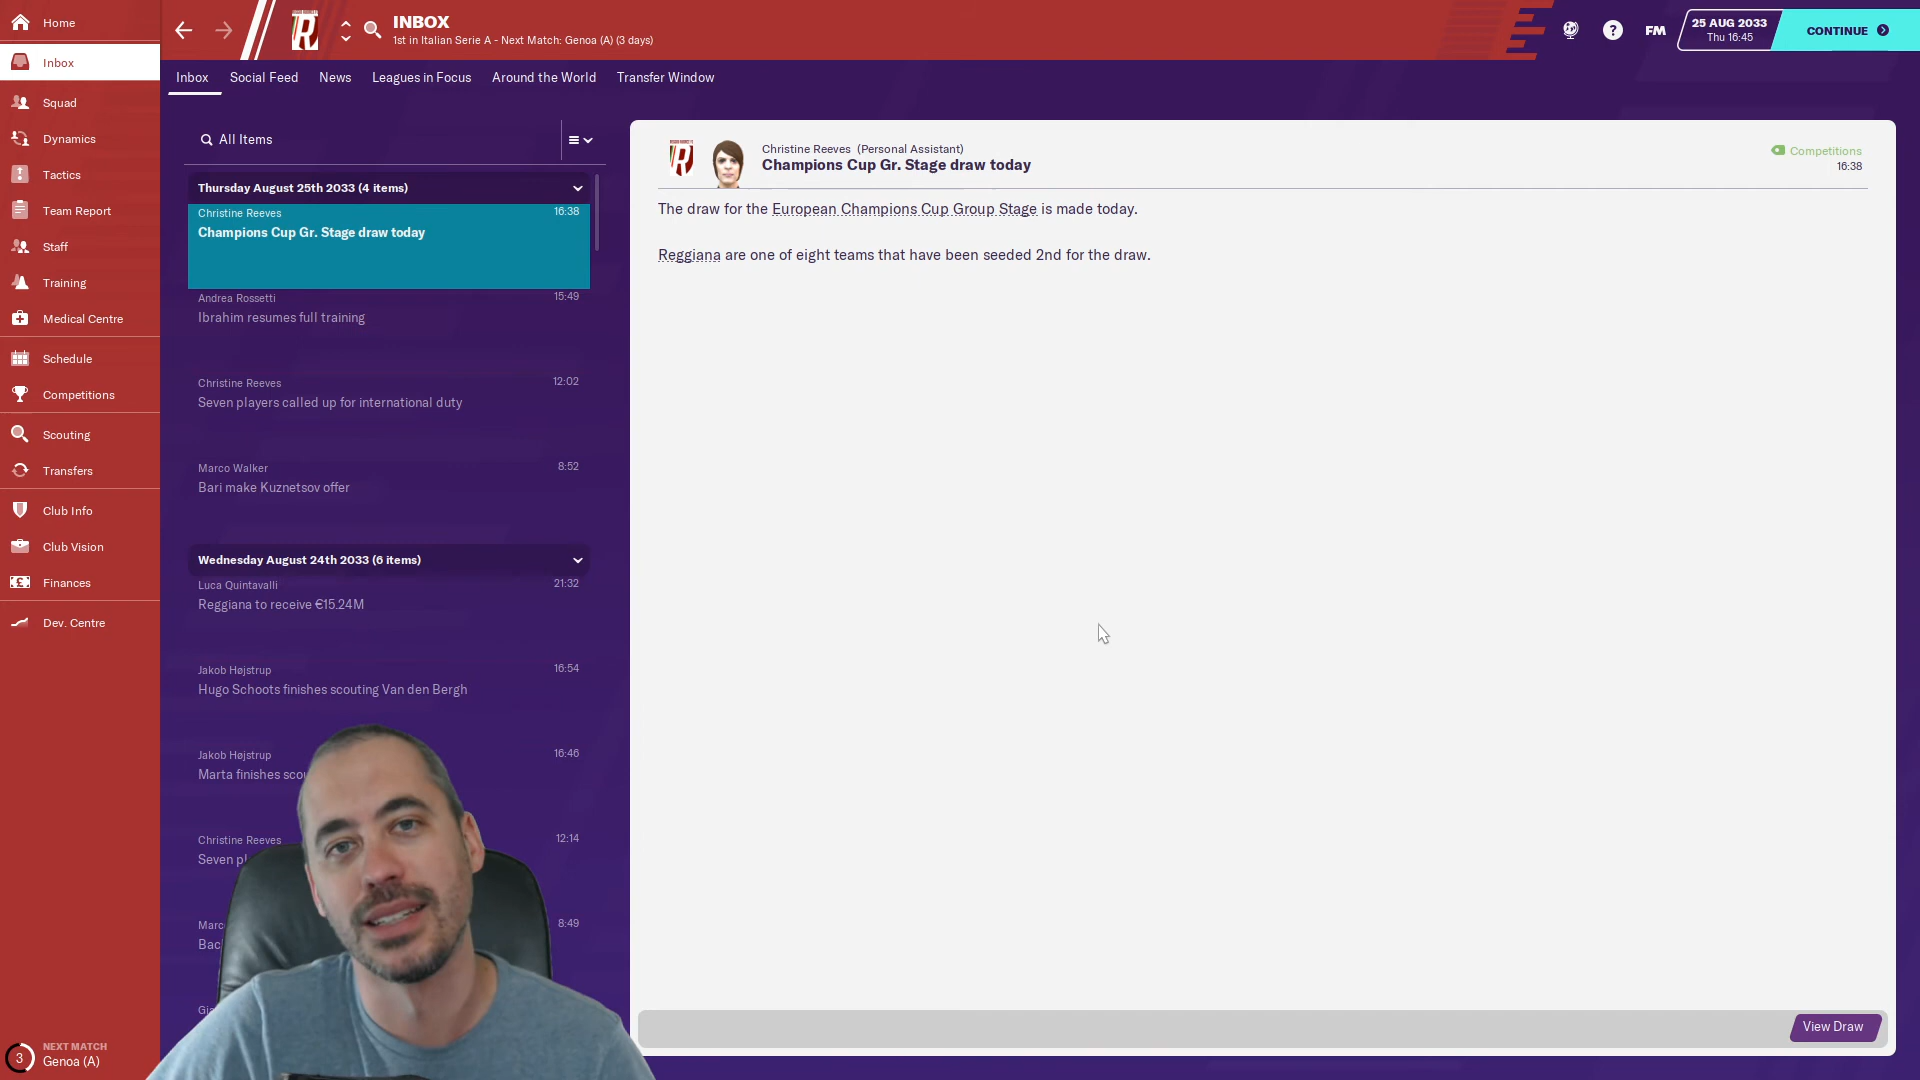 Home
INBOX
1st in Italian Serie A - Next Match: Genoa (A) (3 days)
FM
25 AUG 2033
Thu 16:45
CONTINUE
Inbox
Inbox
Social Feed
News
Leagues in Focus
Around the World
Transfer Window
Squad
Dynamics
Tactics
Team Report
Staff
Training
Medical Centre
Schedule
Competitions
Scouting
Transfers
Club Info
Club Vision
Finances
Dev. Centre
3
NEXT MATCH
Genoa (A)
All Items
Thursday August 25th 2033 (4 items)
Christine Reeves 16:38
Champions Cup Gr. Stage draw today
Andrea Rossetti 15:49
Ibrahim resumes full training
Christine Reeves 12:02
Seven players called up for international duty
Marco Walker 8:52
Bari make Kuznetsov offer
Wednesday August 24th 2033 (6 items)
Luca Quintavalli 21:32
Reggiana to receive €15.24M
Jakob Højstrup 16:54
Hugo Schoots finishes scouting Van den Bergh
Jakob Højstrup 16:46
Marta finishes
Christine Reeves 12:14
Seven
8:49
Christine Reeves (Personal Assistant)
Champions Cup Gr. Stage draw today
Competitions
16:38
The draw for the European Champions Cup Group Stage is made today.
Reggiana are one of eight teams that have been seeded 2nd for the draw.
View Draw